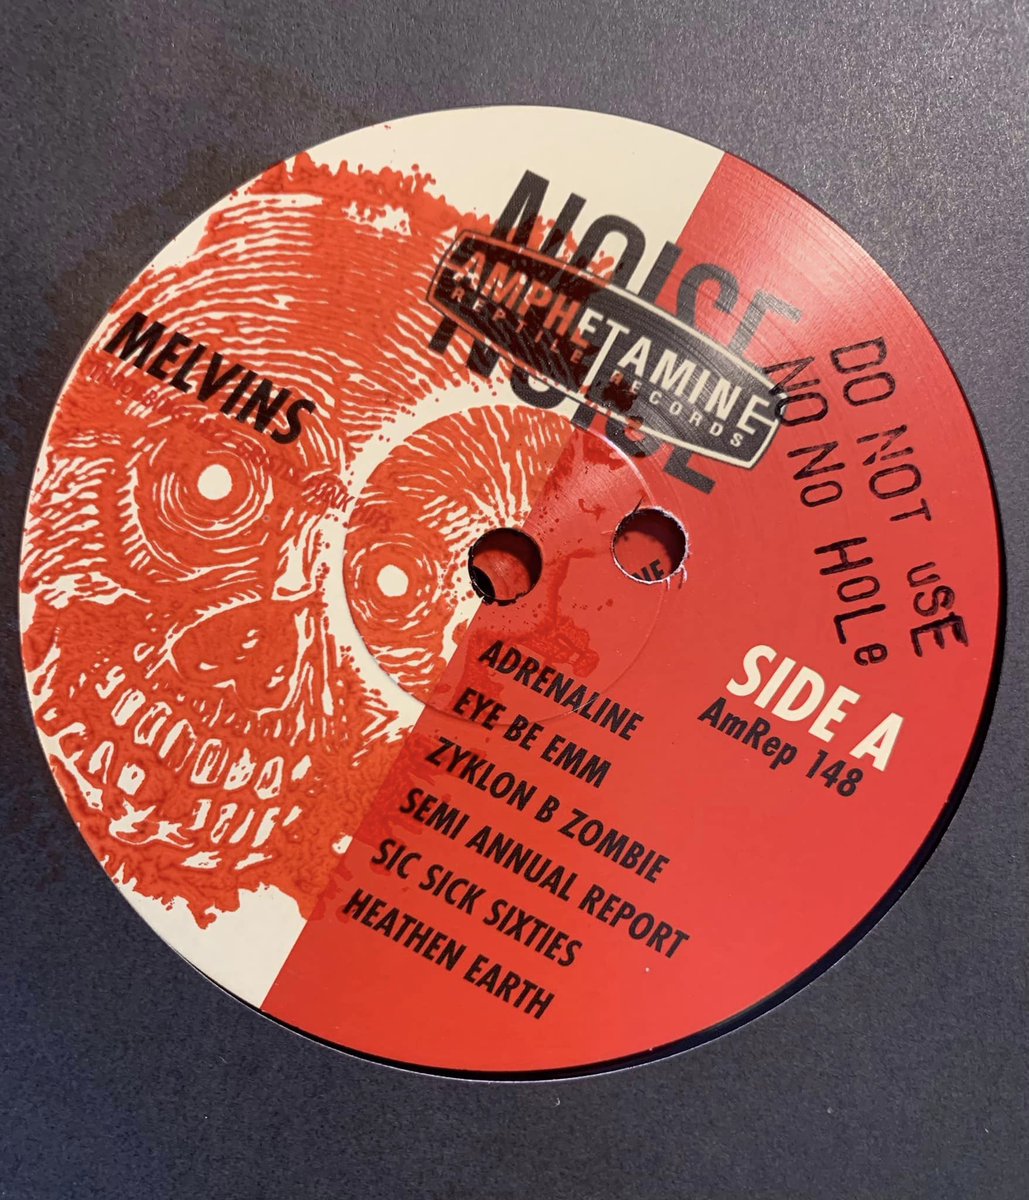 NOISE
AMPHETAMINE
REPTILE RECORDS
NOISE
MELVINS
DO NOT USE
NO NO HOLe
SIDE A
AmRep 148
ADRENALINE
EYE BE EMM
ZYKLON B ZOMBIE
SEMI ANNUAL REPORT
SIC SICK SIXTIES
HEATHEN EARTH